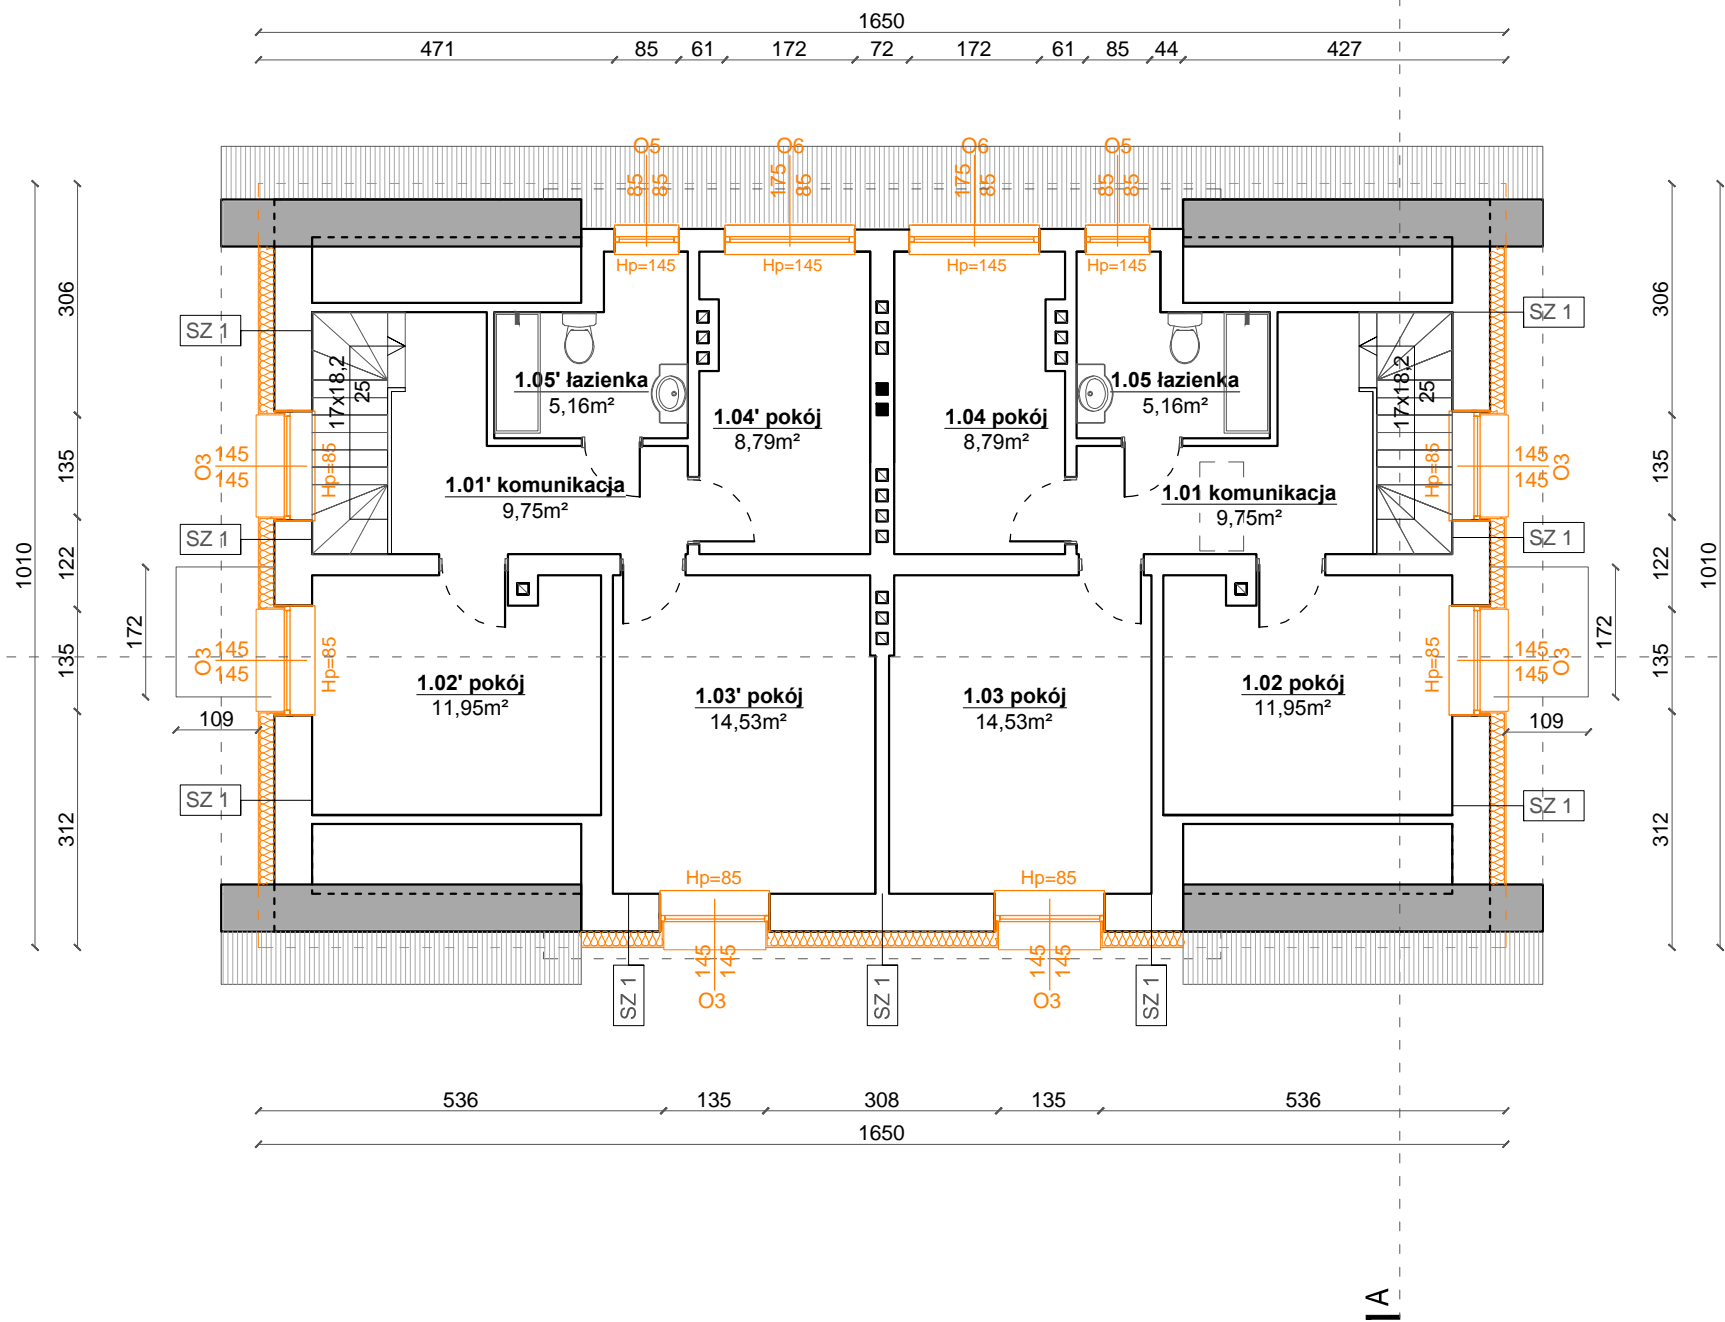 1650
471 85 61 172 72 172 61 85 44 427
O5 O6 O6 O5
85 175 175 85
85 85 85 85
Hp=145 Hp=145 Hp=145 Hp=145
306 306
SZ 1 SZ 1
17x18,2 17x18,2
25 25
1.05' łazienka
5,16m²
1.04' pokój
8,79m²
1.04 pokój
8,79m²
1.05 łazienka
5,16m²
135 O3 145 Hp=85
145
Hp=85 145 O3 135
145
1.01' komunikacja
9,75m²
1.01 komunikacja
9,75m²
SZ 1 SZ 1
1010 122 122 1010
172 172
135 O3 145 Hp=85
145
Hp=85 145 O3 135
145
1.02' pokój
11,95m²
1.03' pokój
14,53m²
1.03 pokój
14,53m²
1.02 pokój
11,95m²
109 109
SZ 1 SZ 1
312 312
Hp=85 Hp=85
145 145
145 145
O3 O3
SZ 1 SZ 1 SZ 1
536 135 308 135 536
1650
A